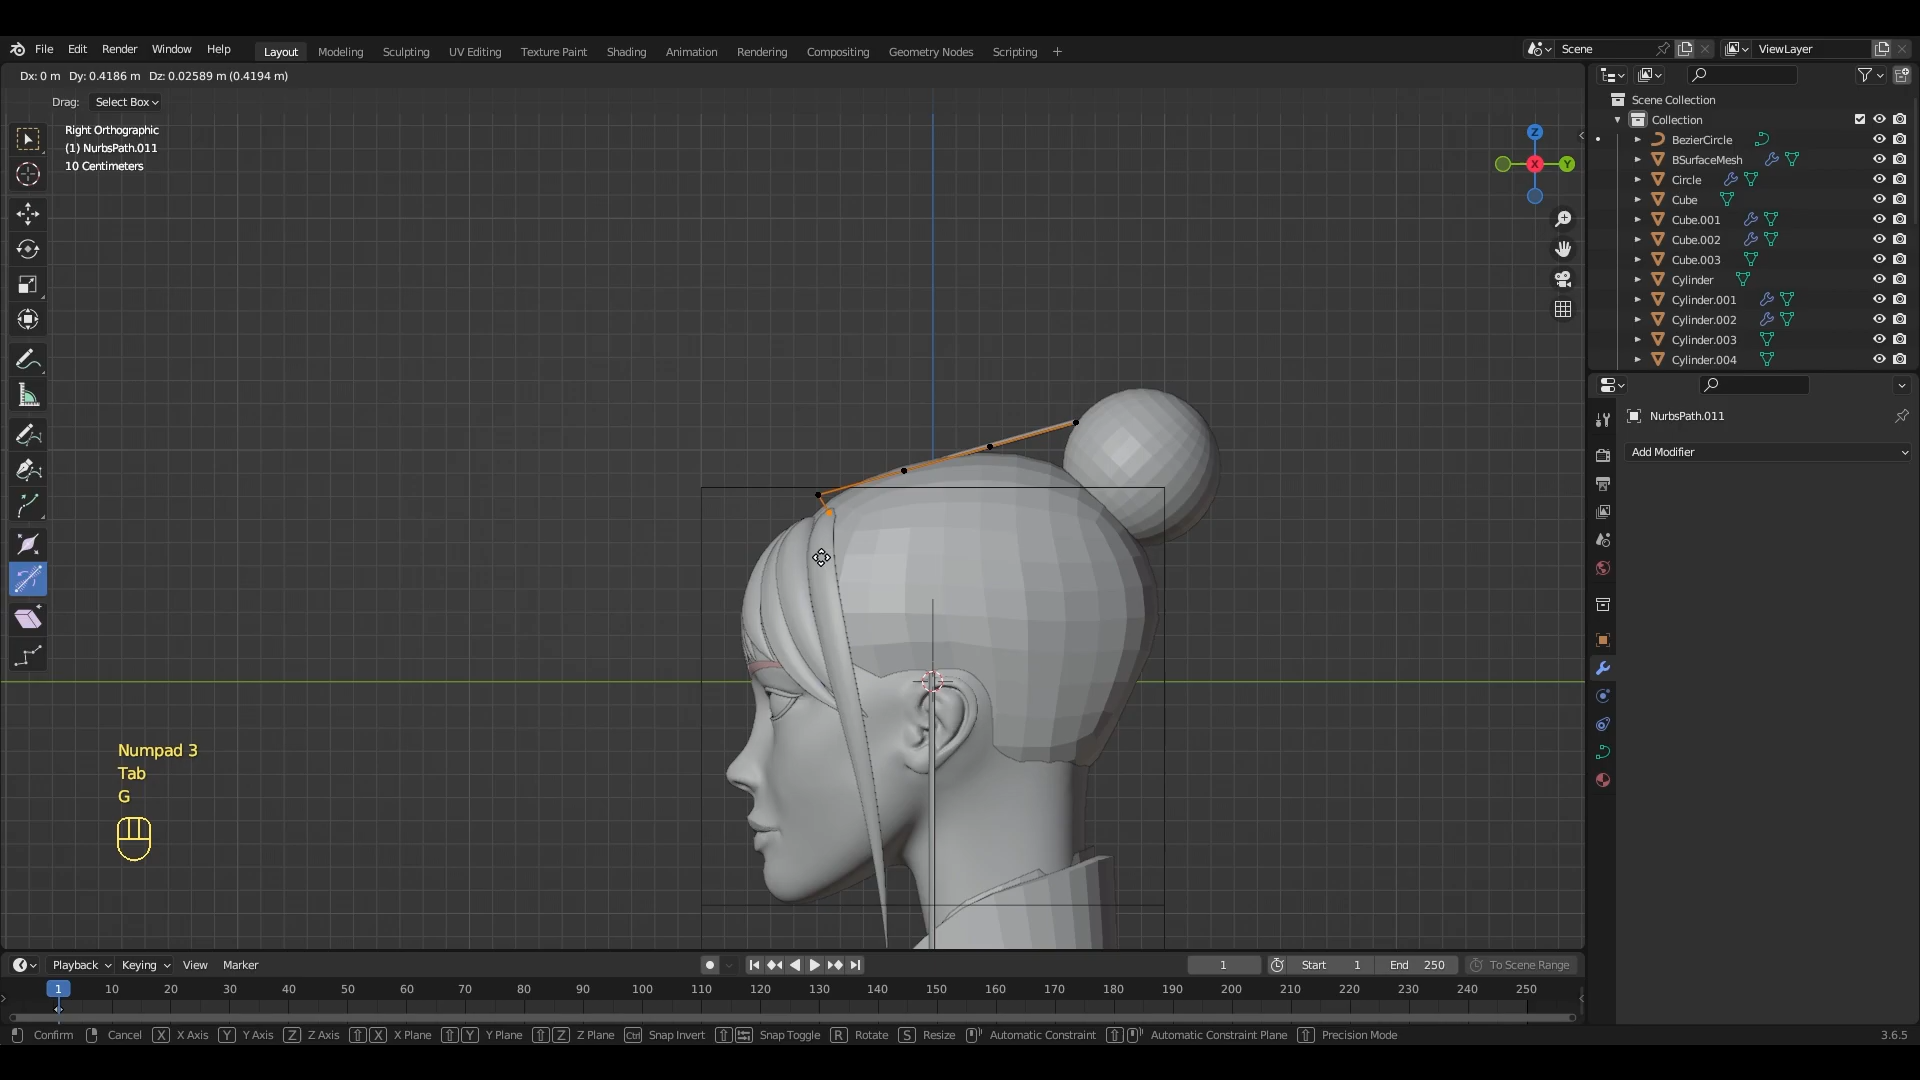 File Edit Render Window Help Layout Modeling Sculpting UV Editing Texture Paint Shading Animation Rendering Compositing Geometry Nodes Scripting + Scene ViewLayer
Dx: 0 m Dy: 0.4186 m Dz: 0.02589 m (0.4194 m)
Drag: Select Box
Right Orthographic
(1) NurbsPath.011
10 Centimeters
Z
X
Y
Scene Collection
Collection
BezierCircle
BSurfaceMesh
Circle
Cube
Cube.001
Cube.002
Cube.003
Cylinder
Cylinder.001
Cylinder.002
Cylinder.003
Cylinder.004
NurbsPath.011
Add Modifier
Numpad 3
Tab
G
Playback Keying View Marker 1 Start 1 End 250 To Scene Range
1 10 20 30 40 50 60 70 80 90 100 110 120 130 140 150 160 170 180 190 200 210 220 230 240 250
Confirm Cancel X X Axis Y Y Axis Z Z Axis X X Plane Y Y Plane Z Z Plane Ctrl Snap Invert Snap Toggle R Rotate S Resize Automatic Constraint Automatic Constraint Plane Precision Mode 3.6.5